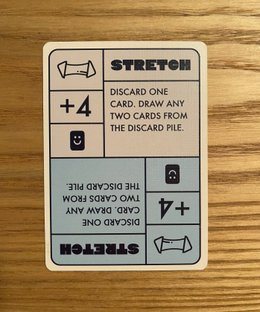 STRETCH
DISCARD ONE
CARD. DRAW ANY
TWO CARDS FROM
THE DISCARD PILE.
+4
STRETCH
DISCARD ONE
CARD. DRAW ANY
TWO CARDS FROM
THE DISCARD PILE.
+4